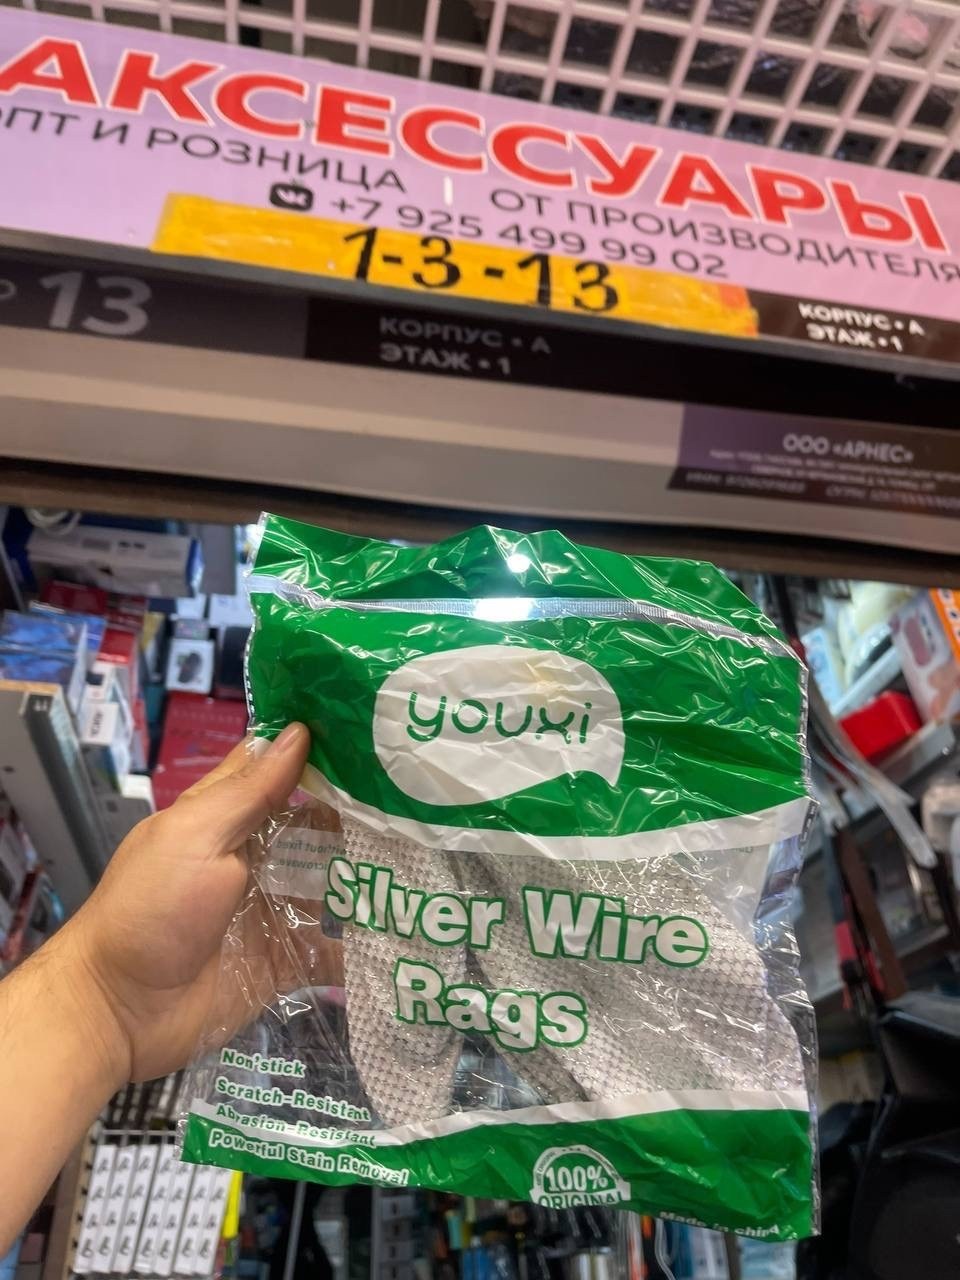 АКСЕССУАРЫ
ОПТ И РОЗНИЦА
ОТ ПРОИЗВОДИТЕЛЯ
+7 925 499 99 02
1-3-13
13
КОРПУС • А
ЭТАЖ • 1
КОРПУС • А
ЭТАЖ • 1
ООО «АРНЕС»
youxi
Silver Wire
Rags
Non'stick
Scratch-Resistant
Abrasion-Resistant
Powerful Stain Removal
100%
ORIGINAL
Made in china